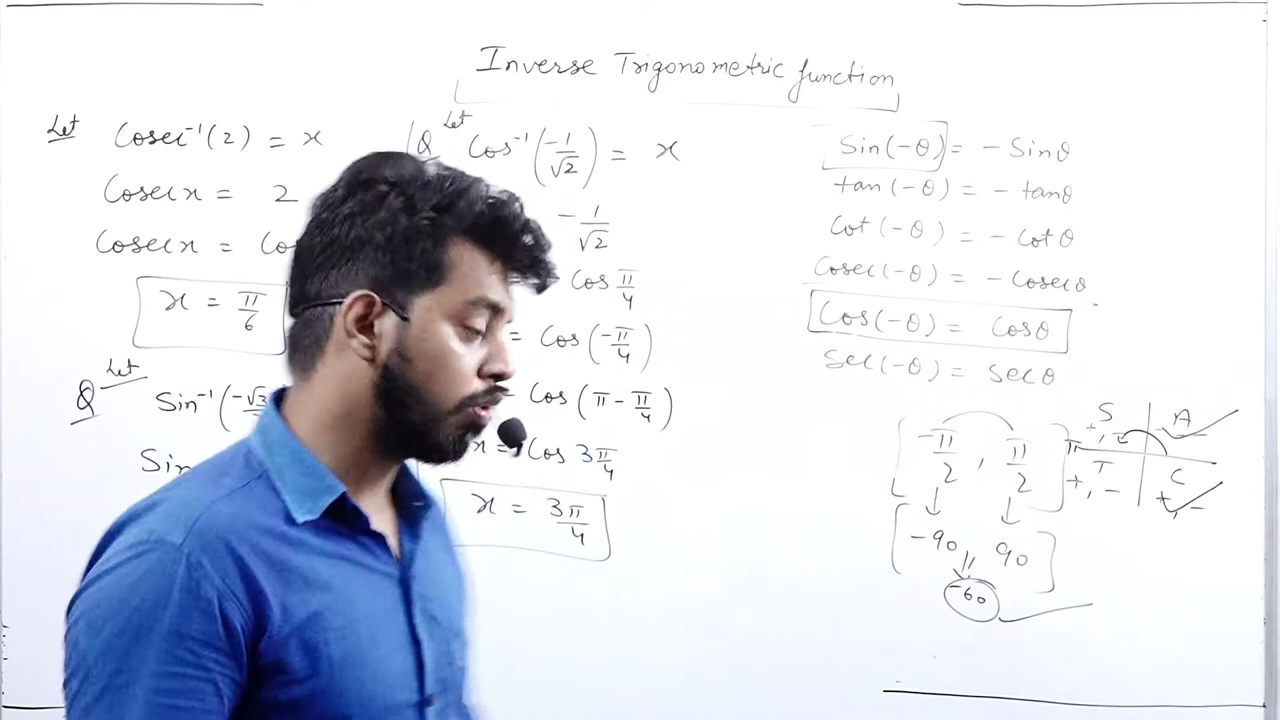 Inverse Trigonometric function
Let Cosec⁻¹(2) = x
Cosec x = 2
Cosec x = Co
x = π/6
Let
Q Sin⁻¹(-√3
Sin
Let
Q Cos⁻¹(-1/√2) = x
-1/√2
Cos π/4
= Cos(-π/4)
Cos(π - π/4)
x = Cos 3π/4
x = 3π/4
Sin(-θ) = - Sinθ
tan(-θ) = - tanθ
Cot(-θ) = - Cotθ
Cosec(-θ) = - Cosecθ
Cos(-θ) = Cosθ
Sec(-θ) = Secθ
[-π/2, π/2]
[-90, 90]
-60
S A
π
T C
+, - +, -